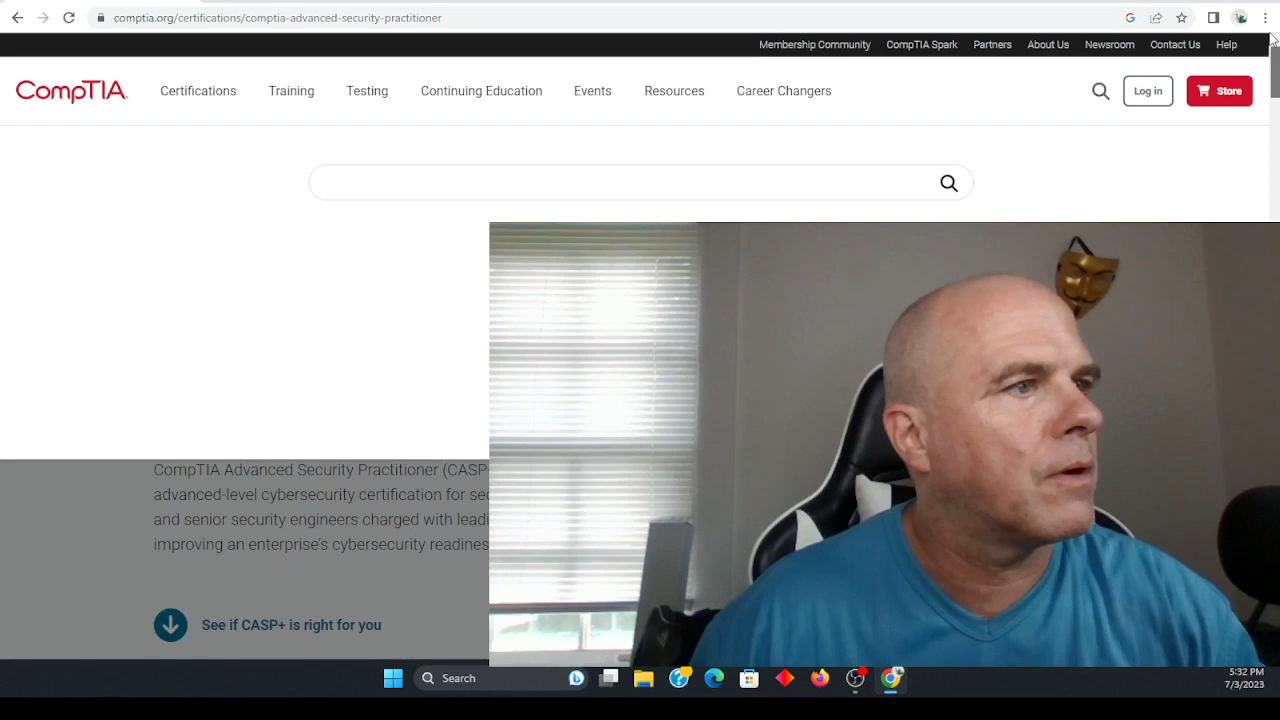 comptia.org/certifications/comptia-advanced-security-practitioner
Membership Community CompTIA Spark Partners About Us Newsroom Contact Us Help
CompTIA.
Certifications Training Testing Continuing Education Events Resources Career Changers
Log in
Store
CompTIA Advanced Security Practitioner (CASP
advanced-level cybersecurity certification for sec
and senior security engineers charged with leadi
improving an enterprise's cybersecurity readines
See if CASP+ is right for you
Search
5:32 PM
7/3/2023